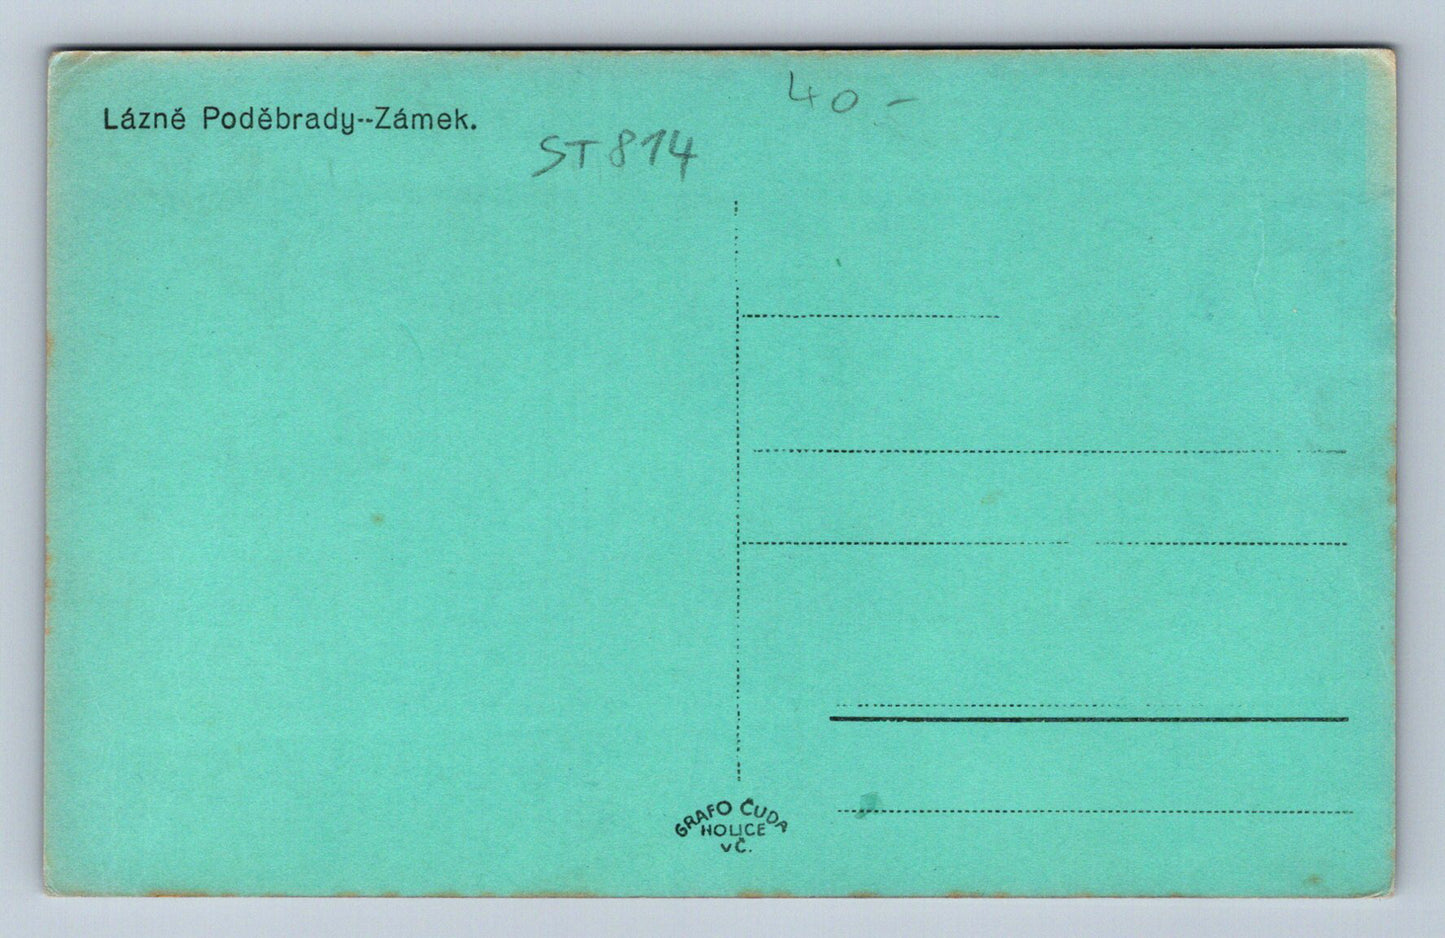 Lázně Poděbrady--Zámek.
40-
ST 814
GRAFO ČUDA
HOLICE
VČ.